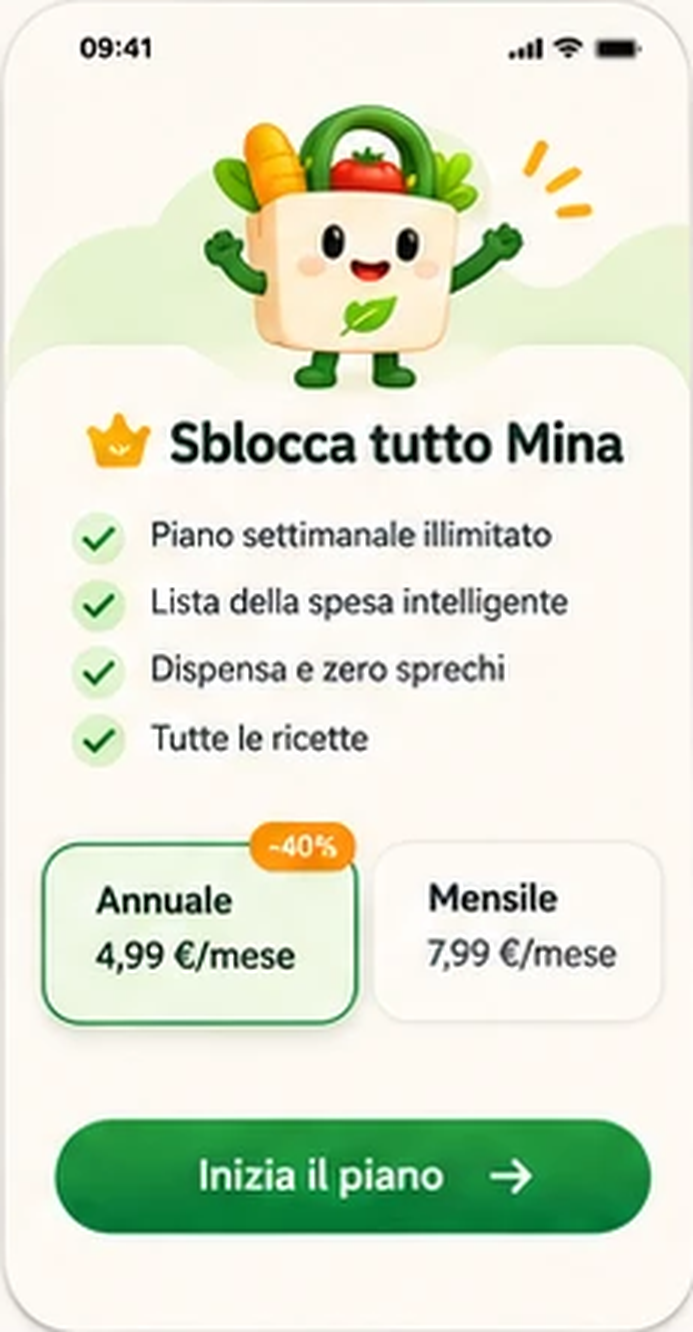 09:41
Sblocca tutto Mina
Piano settimanale illimitato
Lista della spesa intelligente
Dispensa e zero sprechi
Tutte le ricette
-40%
Annuale
4,99 €/mese
Mensile
7,99 €/mese
Inizia il piano →